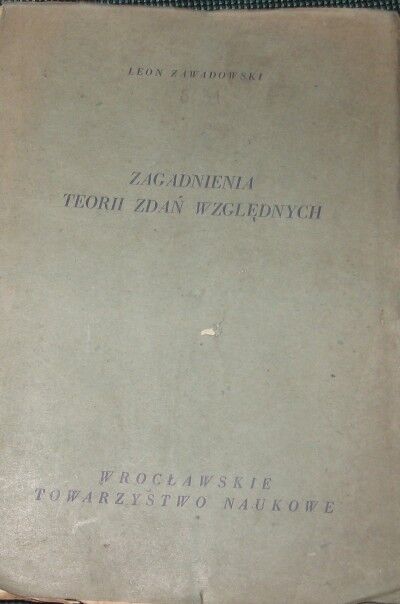 LEON ZAWADOWSKI
ZAGADNIENIA
TEORII ZDAŃ WZGLĘDNYCH
WROCŁAWSKIE
TOWARZYSTWO NAUKOWE